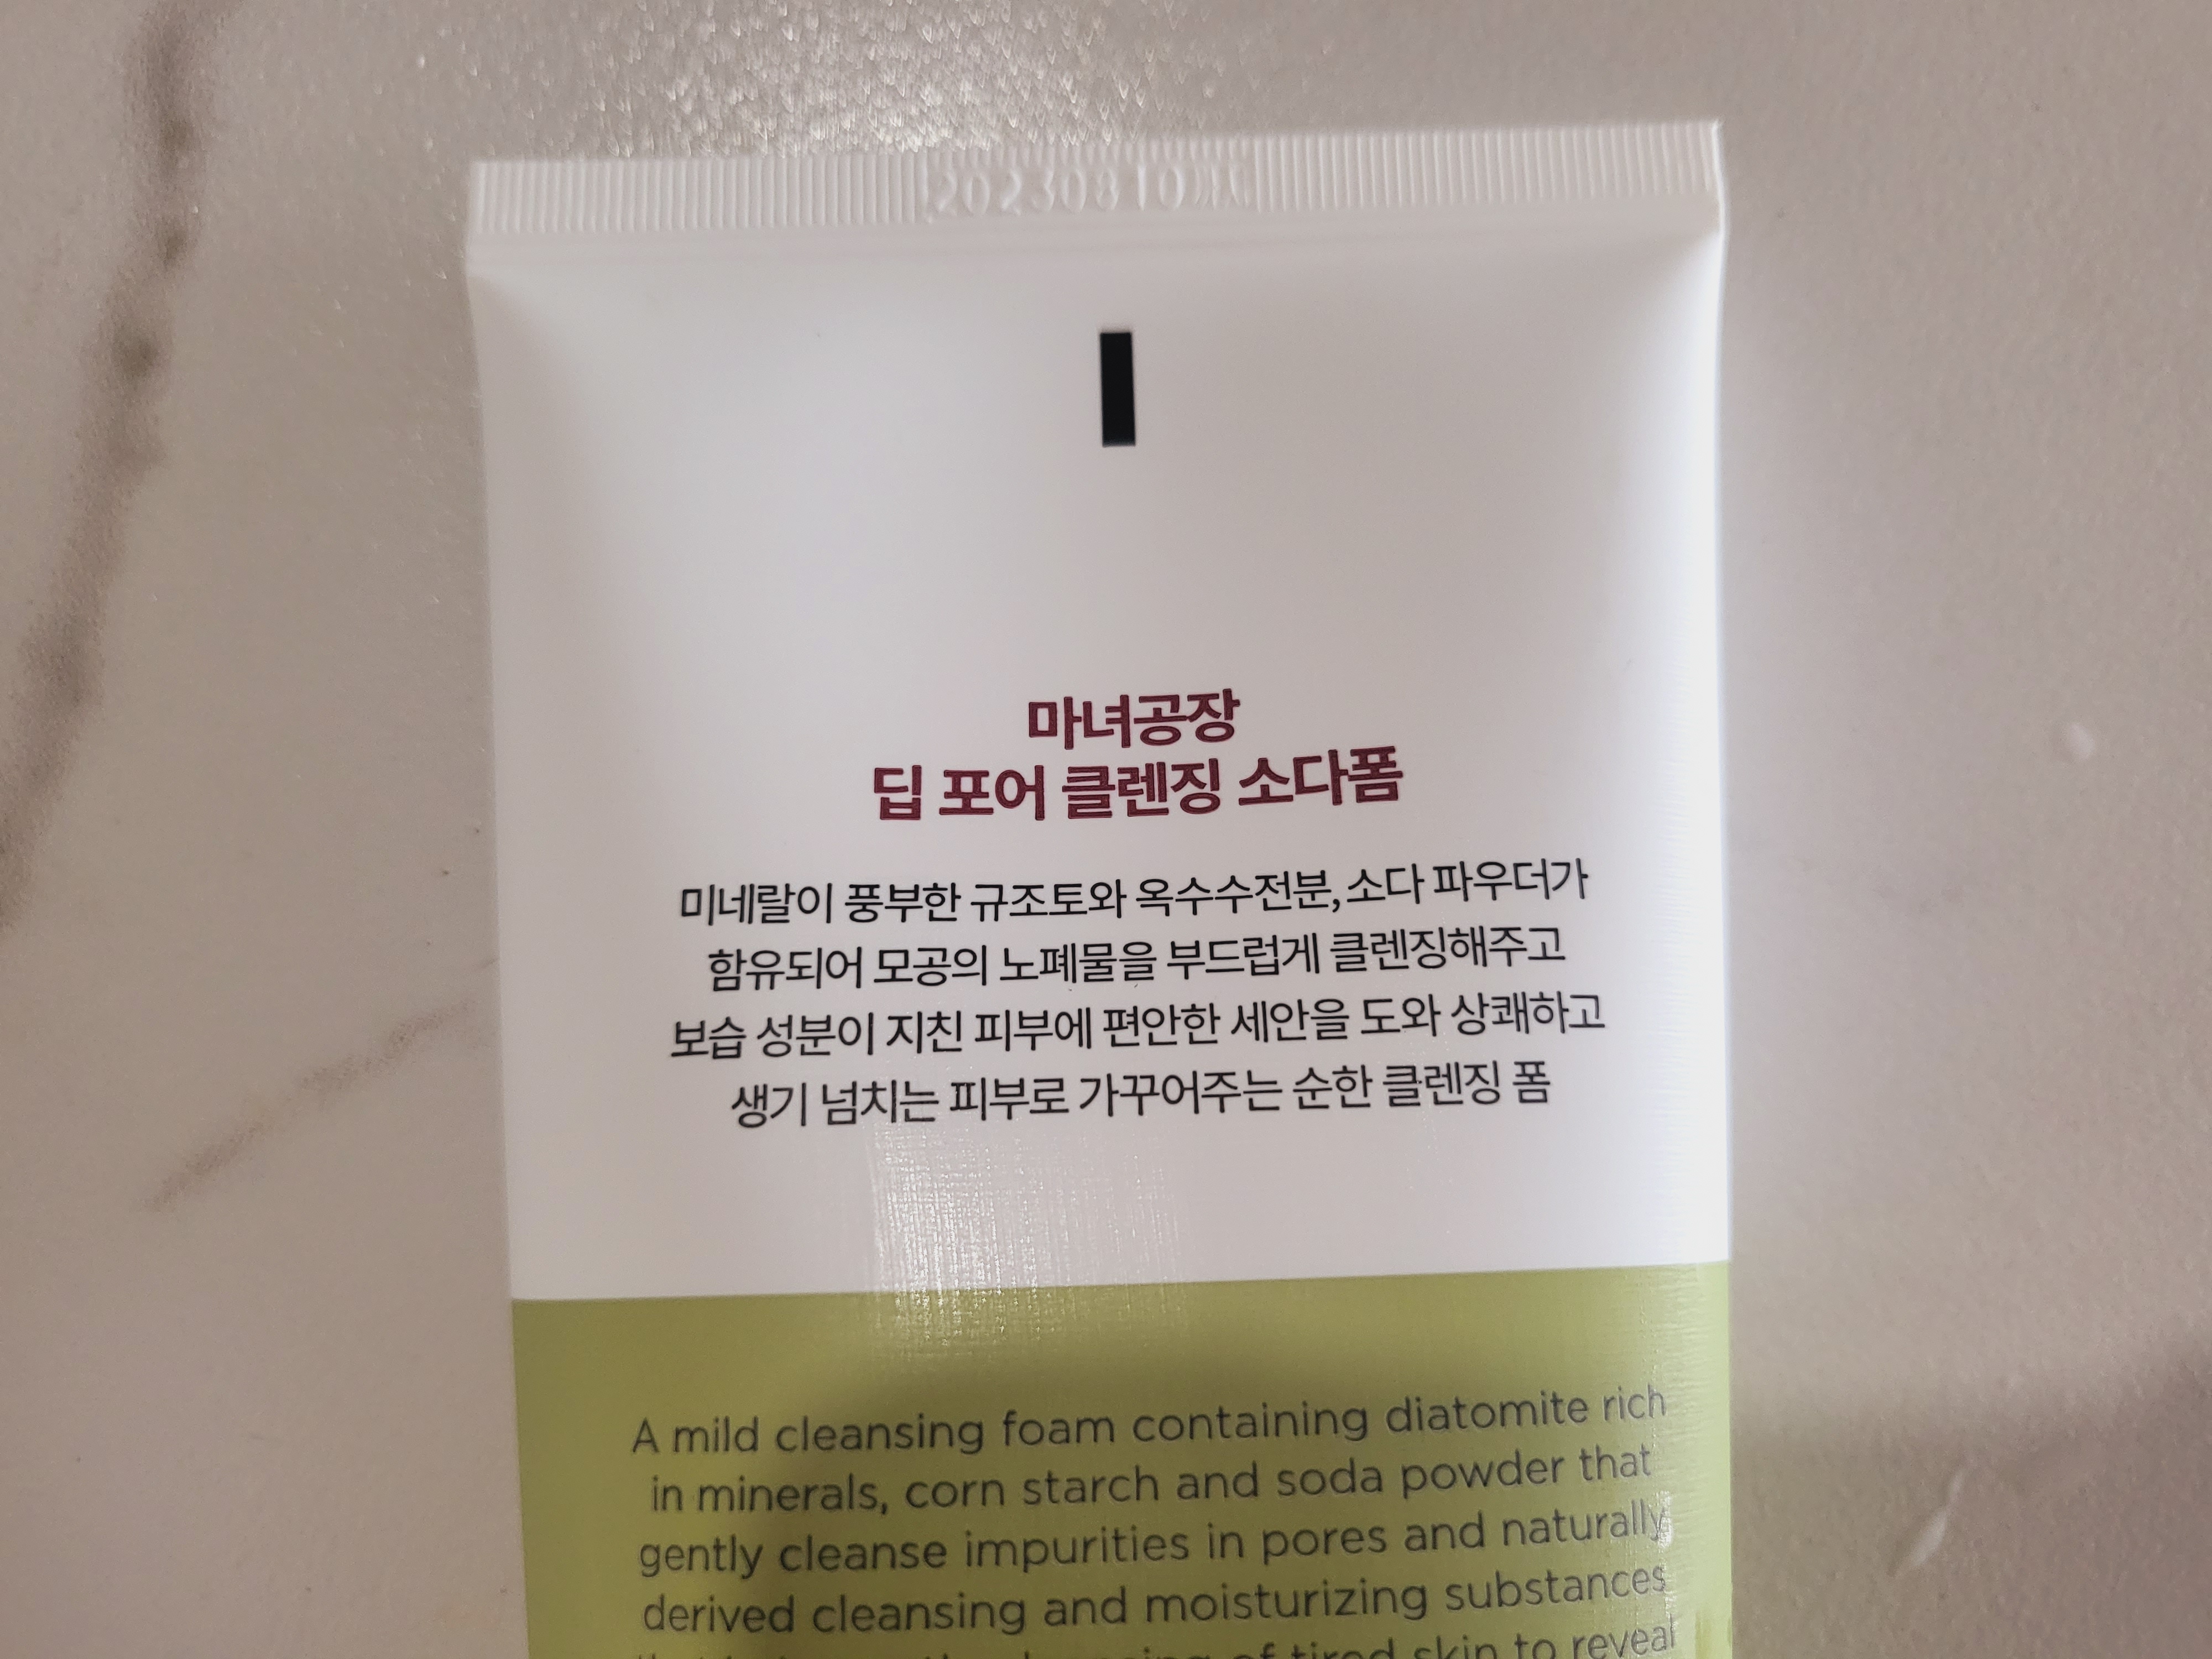 20230810
마녀공장
딥 포어 클렌징 소다폼
미네랄이 풍부한 규조토와 옥수수전분, 소다 파우더가
함유되어 모공의 노폐물을 부드럽게 클렌징해주고
보습 성분이 지친 피부에 편안한 세안을 도와 상쾌하고
생기 넘치는 피부로 가꾸어주는 순한 클렌징 폼
A mild cleansing foam containing diatomite rich
in minerals, corn starch and soda powder that
gently cleanse impurities in pores and naturally
derived cleansing and moisturizing substances
of tired skin to reveal